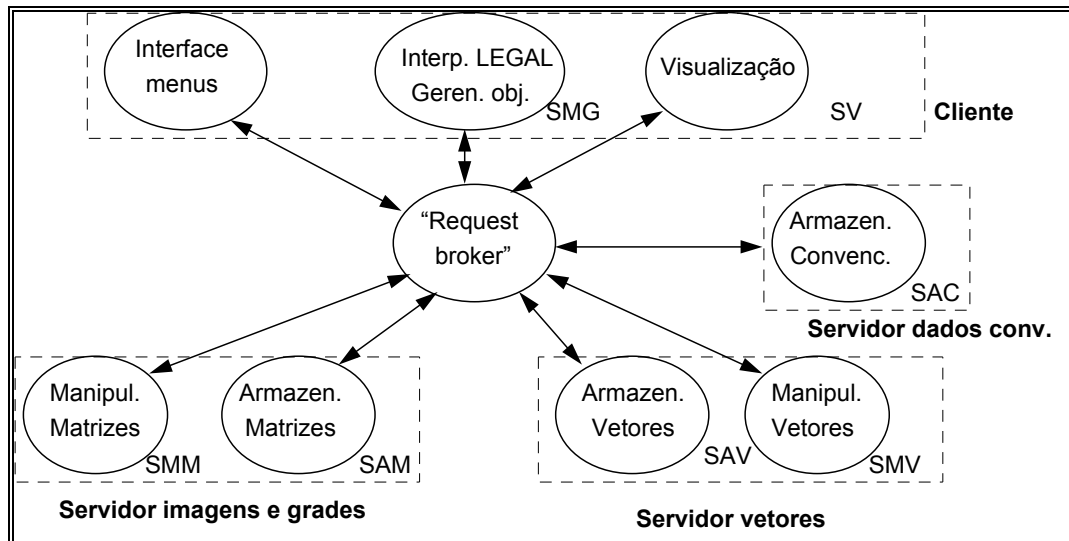 Interface
menus
Interp. LEGAL
Geren. obj.
SMG
Visualização
SV
Cliente
“Request
broker”
Armazen.
Convenc.
SAC
Servidor dados conv.
Manipul.
Matrizes
SMM
Armazen.
Matrizes
SAM
Servidor imagens e grades
Armazen.
Vetores
SAV
Manipul.
Vetores
SMV
Servidor vetores